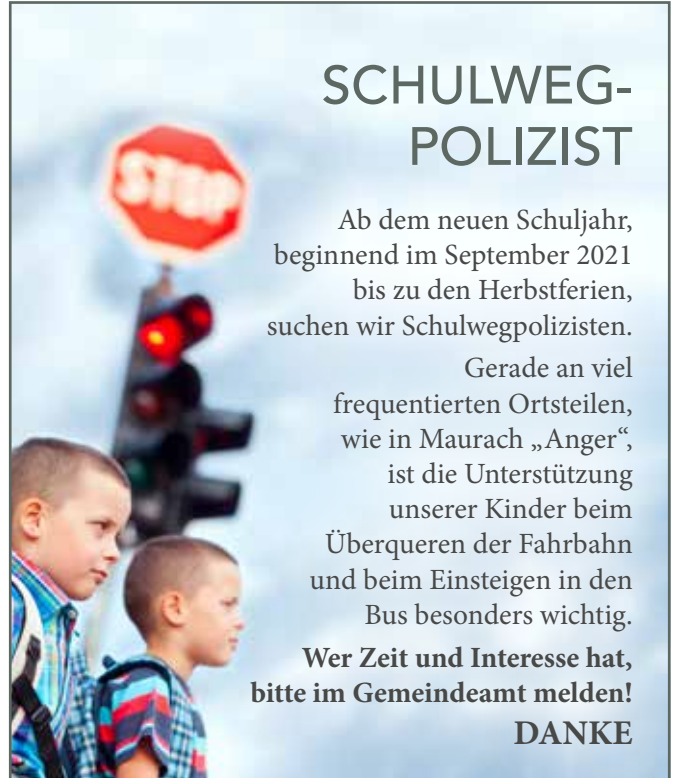 STOP
SCHULWEG-
POLIZIST
Ab dem neuen Schuljahr,
beginnend im September 2021
bis zu den Herbstferien,
suchen wir Schulwegpolizisten.
Gerade an viel
frequentierten Ortsteilen,
wie in Maurach „Anger“,
ist die Unterstützung
unserer Kinder beim
Überqueren der Fahrbahn
und beim Einsteigen in den
Bus besonders wichtig.
Wer Zeit und Interesse hat,
bitte im Gemeindeamt melden!
DANKE